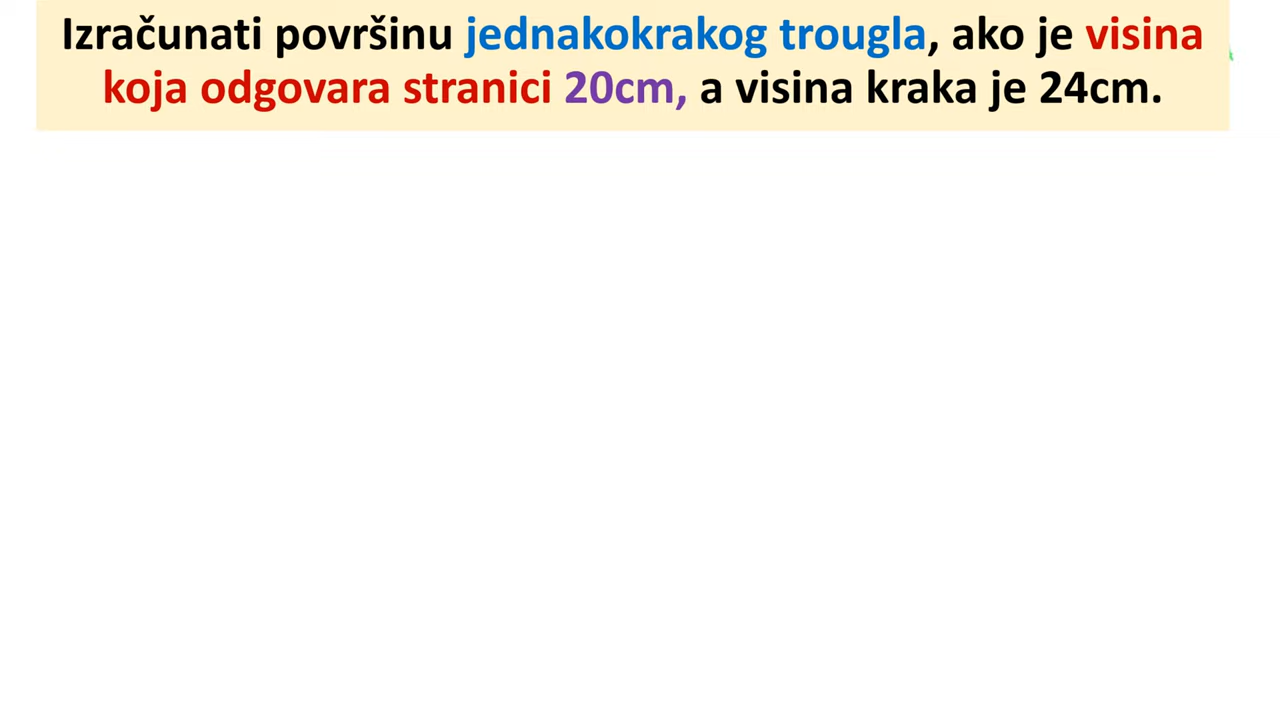 Izračunati površinu jednakokrakog trougla, ako je visina
koja odgovara stranici 20cm, a visina kraka je 24cm.